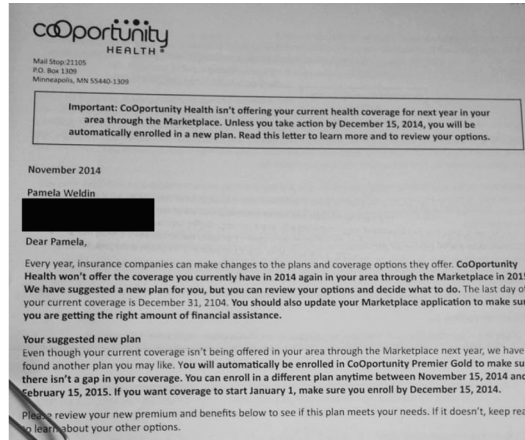 coOportunity
HEALTH
Mail Stop:21105
P.O. Box 1309
Minneapolis, MN 55440-1309
Important: CoOportunity Health isn't offering your current health coverage for next year in your
area through the Marketplace. Unless you take action by December 15, 2014, you will be
automatically enrolled in a new plan. Read this letter to learn more and to review your options.
November 2014
Pamela Weldin
Dear Pamela,
Every year, insurance companies can make changes to the plans and coverage options they offer. CoOportunity
Health won't offer the coverage you currently have in 2014 again in your area through the Marketplace in 201
We have suggested a new plan for you, but you can review your options and decide what to do. The last day o
your current coverage is December 31, 2104. You should also update your Marketplace application to make sur
you are getting the right amount of financial assistance.
Your suggested new plan
Even though your current coverage isn't being offered in your area through the Marketplace next year, we have
found another plan you may like. You will automatically be enrolled in CoOportunity Premier Gold to make su
there isn't a gap in your coverage. You can enroll in a different plan anytime between November 15, 2014 and
February 15, 2015. If you want coverage to start January 1, make sure you enroll by December 15, 2014.
Please review your new premium and benefits below to see if this plan meets your needs. If it doesn't, keep rea
to learn about your other options.